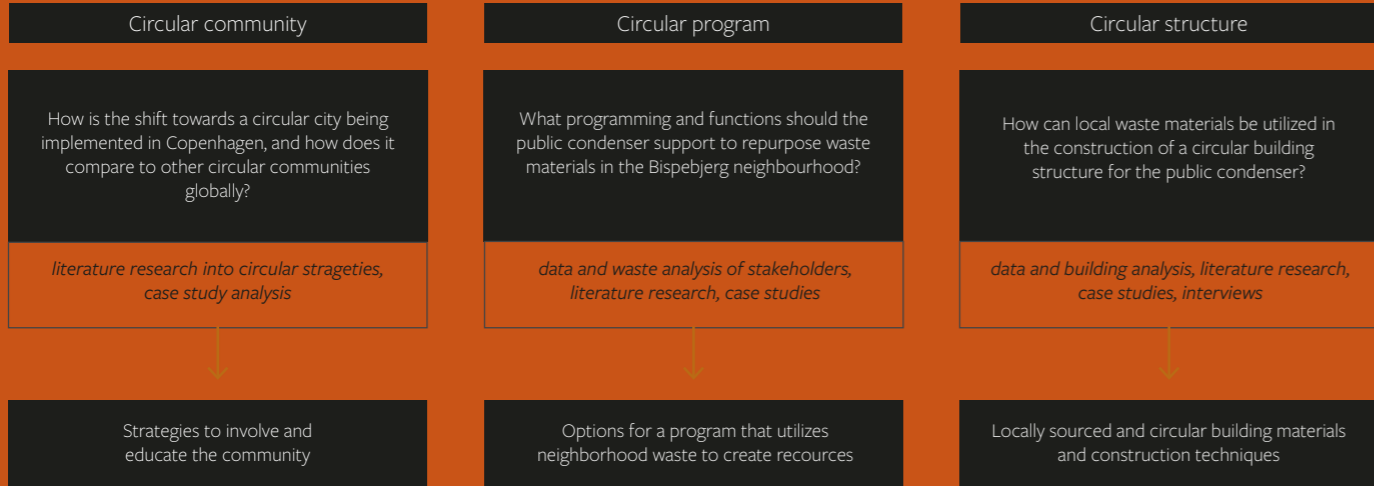 Circular community
How is the shift towards a circular city being
implemented in Copenhagen, and how does it
compare to other circular communities
globally?
literature research into circular strageties,
case study analysis
Strategies to involve and
educate the community
Circular program
What programming and functions should the
public condenser support to repurpose waste
materials in the Bispebjerg neighbourhood?
data and waste analysis of stakeholders,
literature research, case studies
Options for a program that utilizes
neighborhood waste to create recources
Circular structure
How can local waste materials be utilized in
the construction of a circular building
structure for the public condenser?
data and building analysis, literature research,
case studies, interviews
Locally sourced and circular building materials
and construction techniques